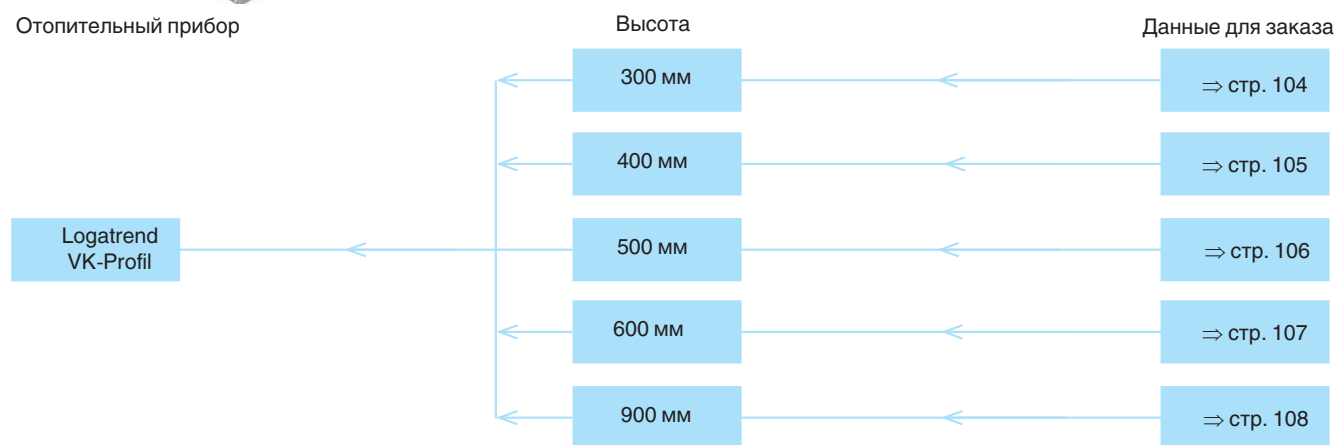 Отопительный прибор
Высота
Данные для заказа
300 мм
⇒ стр. 104
400 мм
⇒ стр. 105
Logatrend
VK-Profil
500 мм
⇒ стр. 106
600 мм
⇒ стр. 107
900 мм
⇒ стр. 108